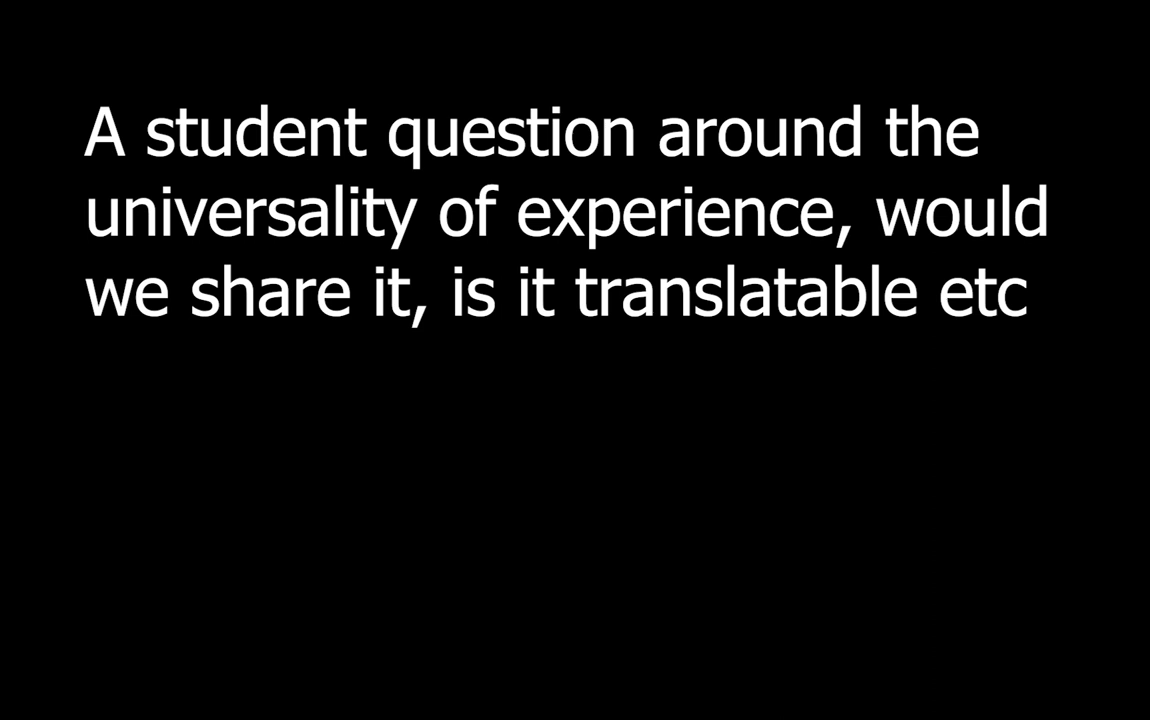 A student question around the
universality of experience, would
we share it, is it translatable etc